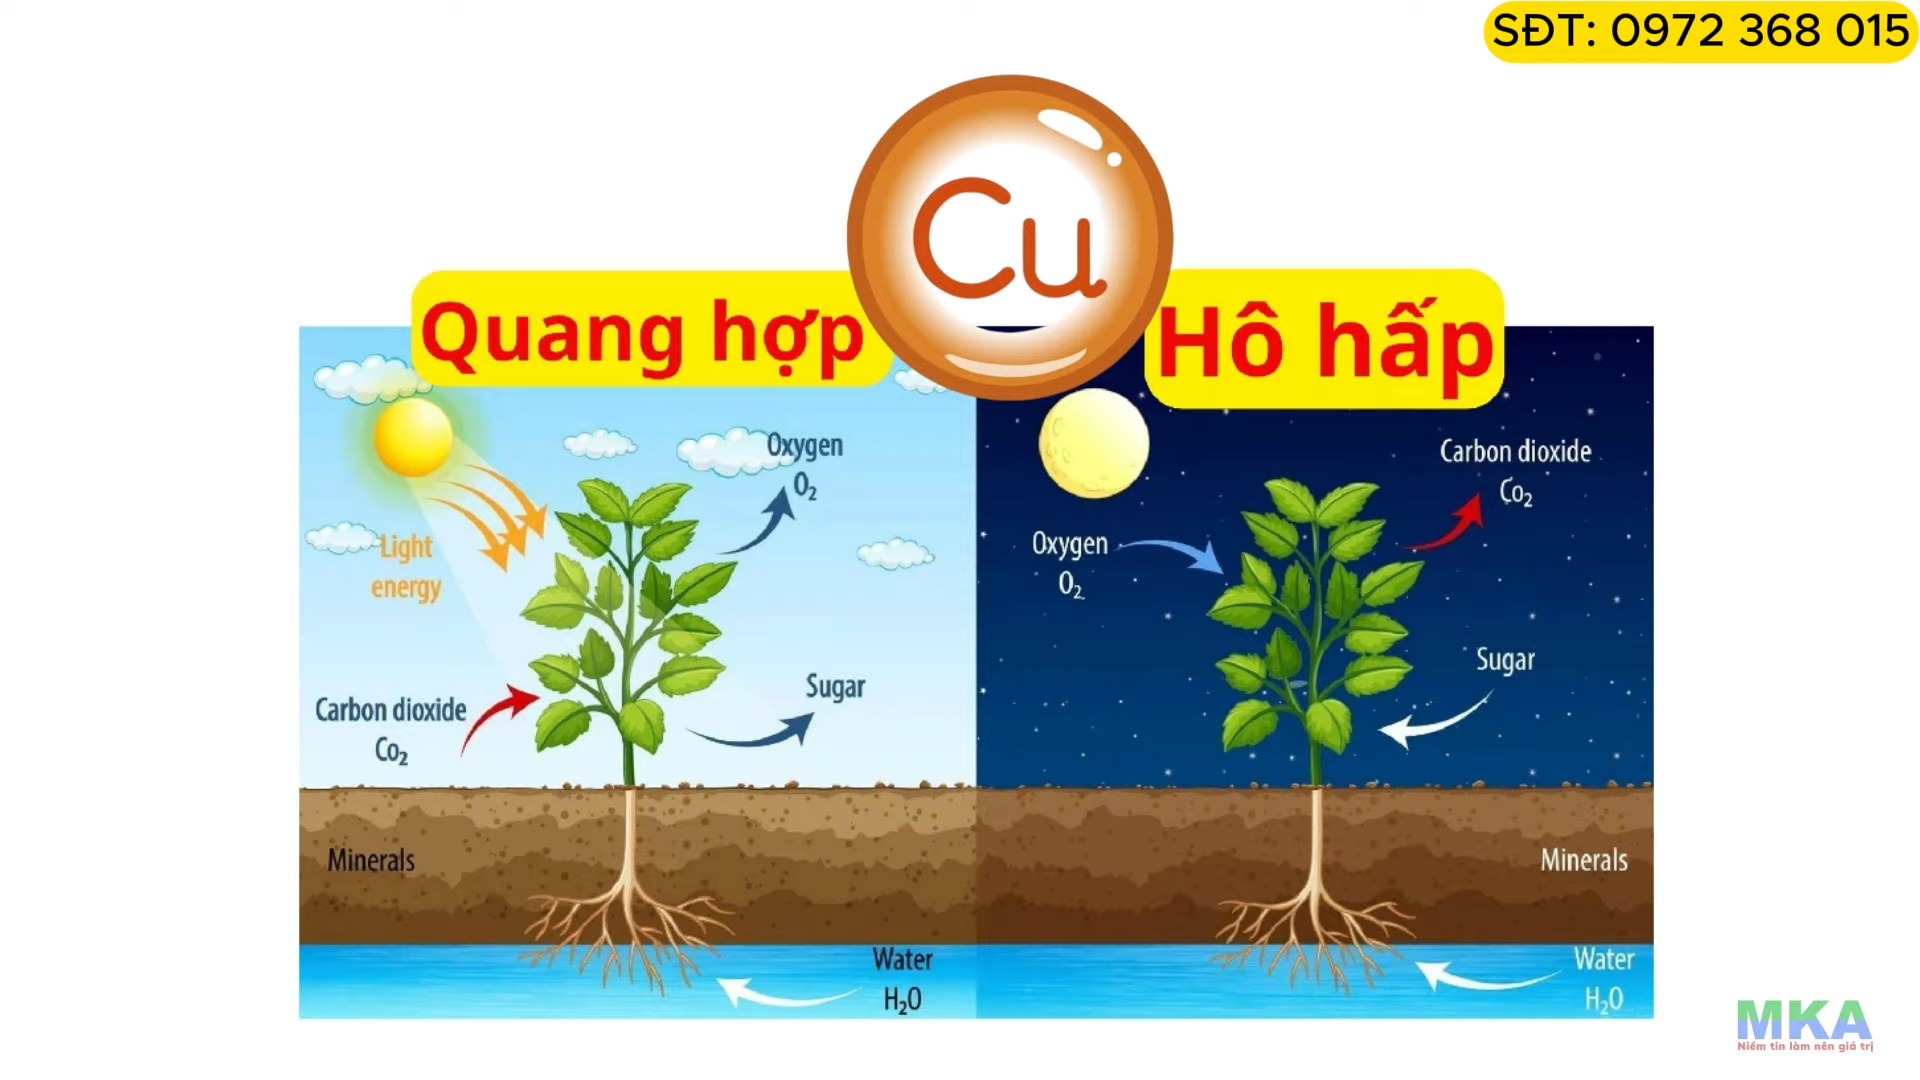 SĐT: 0972 368 015
Cu
Quang hợp
Hô hấp
Oxygen
O₂
Light
energy
Carbon dioxide
Co₂
Sugar
Minerals
Water
H₂O
Carbon dioxide
Co₂
Oxygen
O₂
Sugar
Minerals
Water
H₂O
MKA
Niềm tin làm nên giá trị